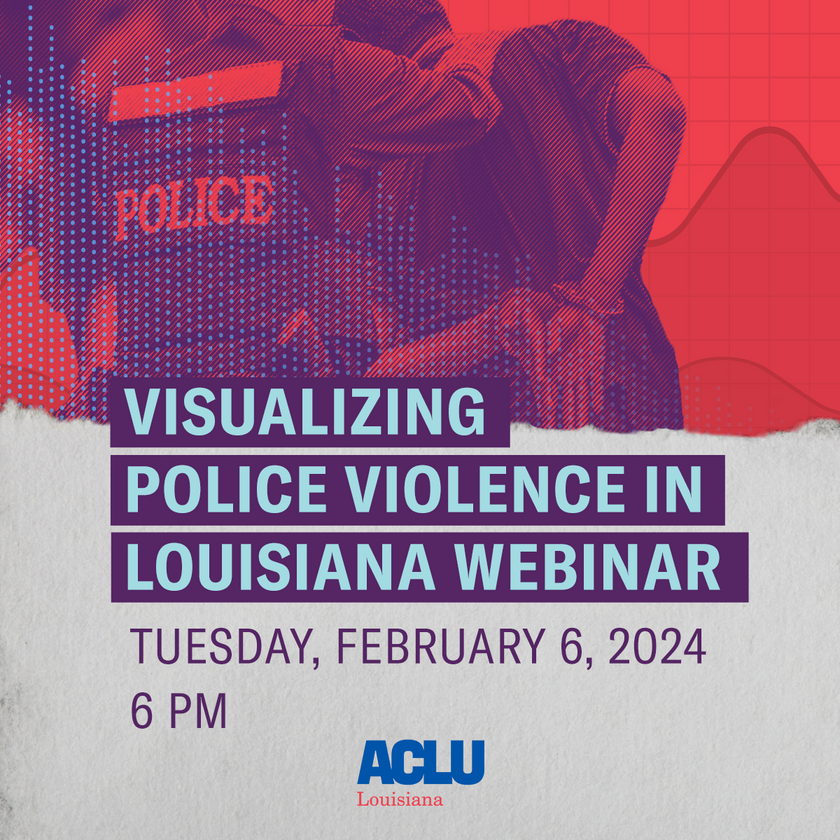 POLICE
VISUALIZING
POLICE VIOLENCE IN
LOUISIANA WEBINAR
TUESDAY, FEBRUARY 6, 2024
6 PM
ACLU
Louisiana